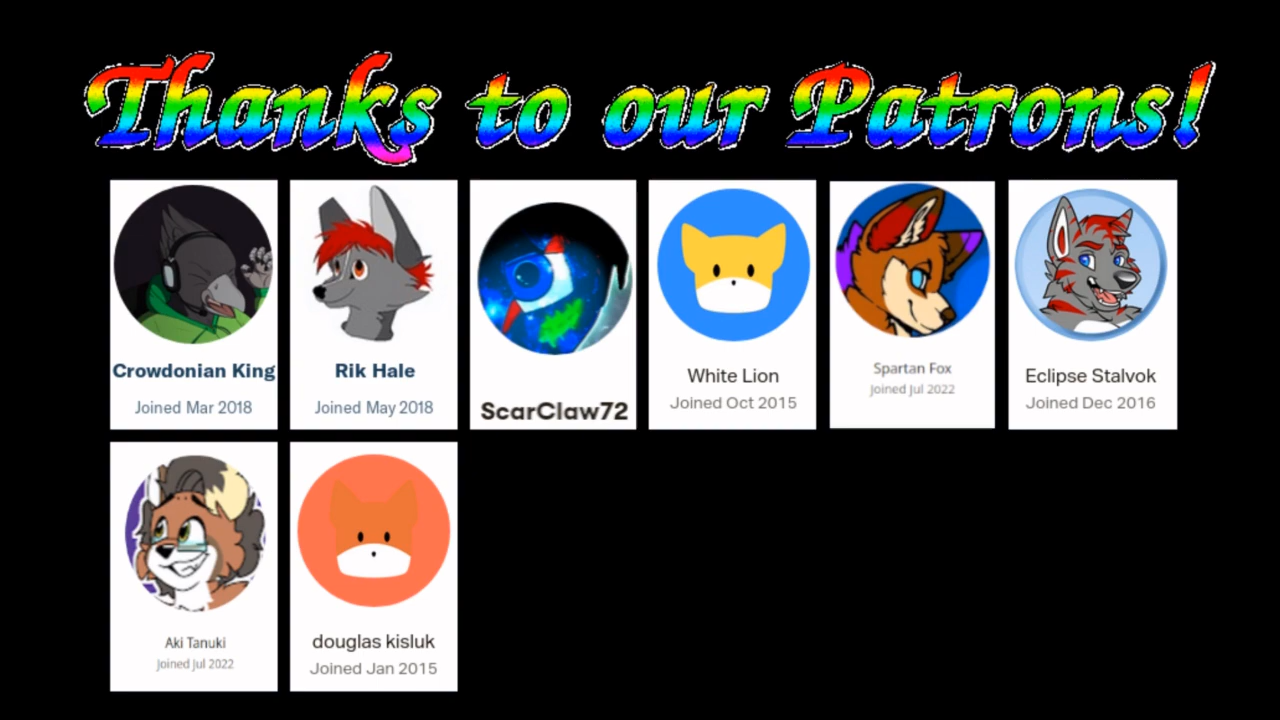 Thanks to our Patrons!
Crowdonian King
Joined Mar 2018
Rik Hale
Joined May 2018
ScarClaw72
White Lion
Joined Oct 2015
Spartan Fox
Joined Jul 2022
Eclipse Stalvok
Joined Dec 2016
Aki Tanuki
Joined Jul 2022
douglas kisluk
Joined Jan 2015